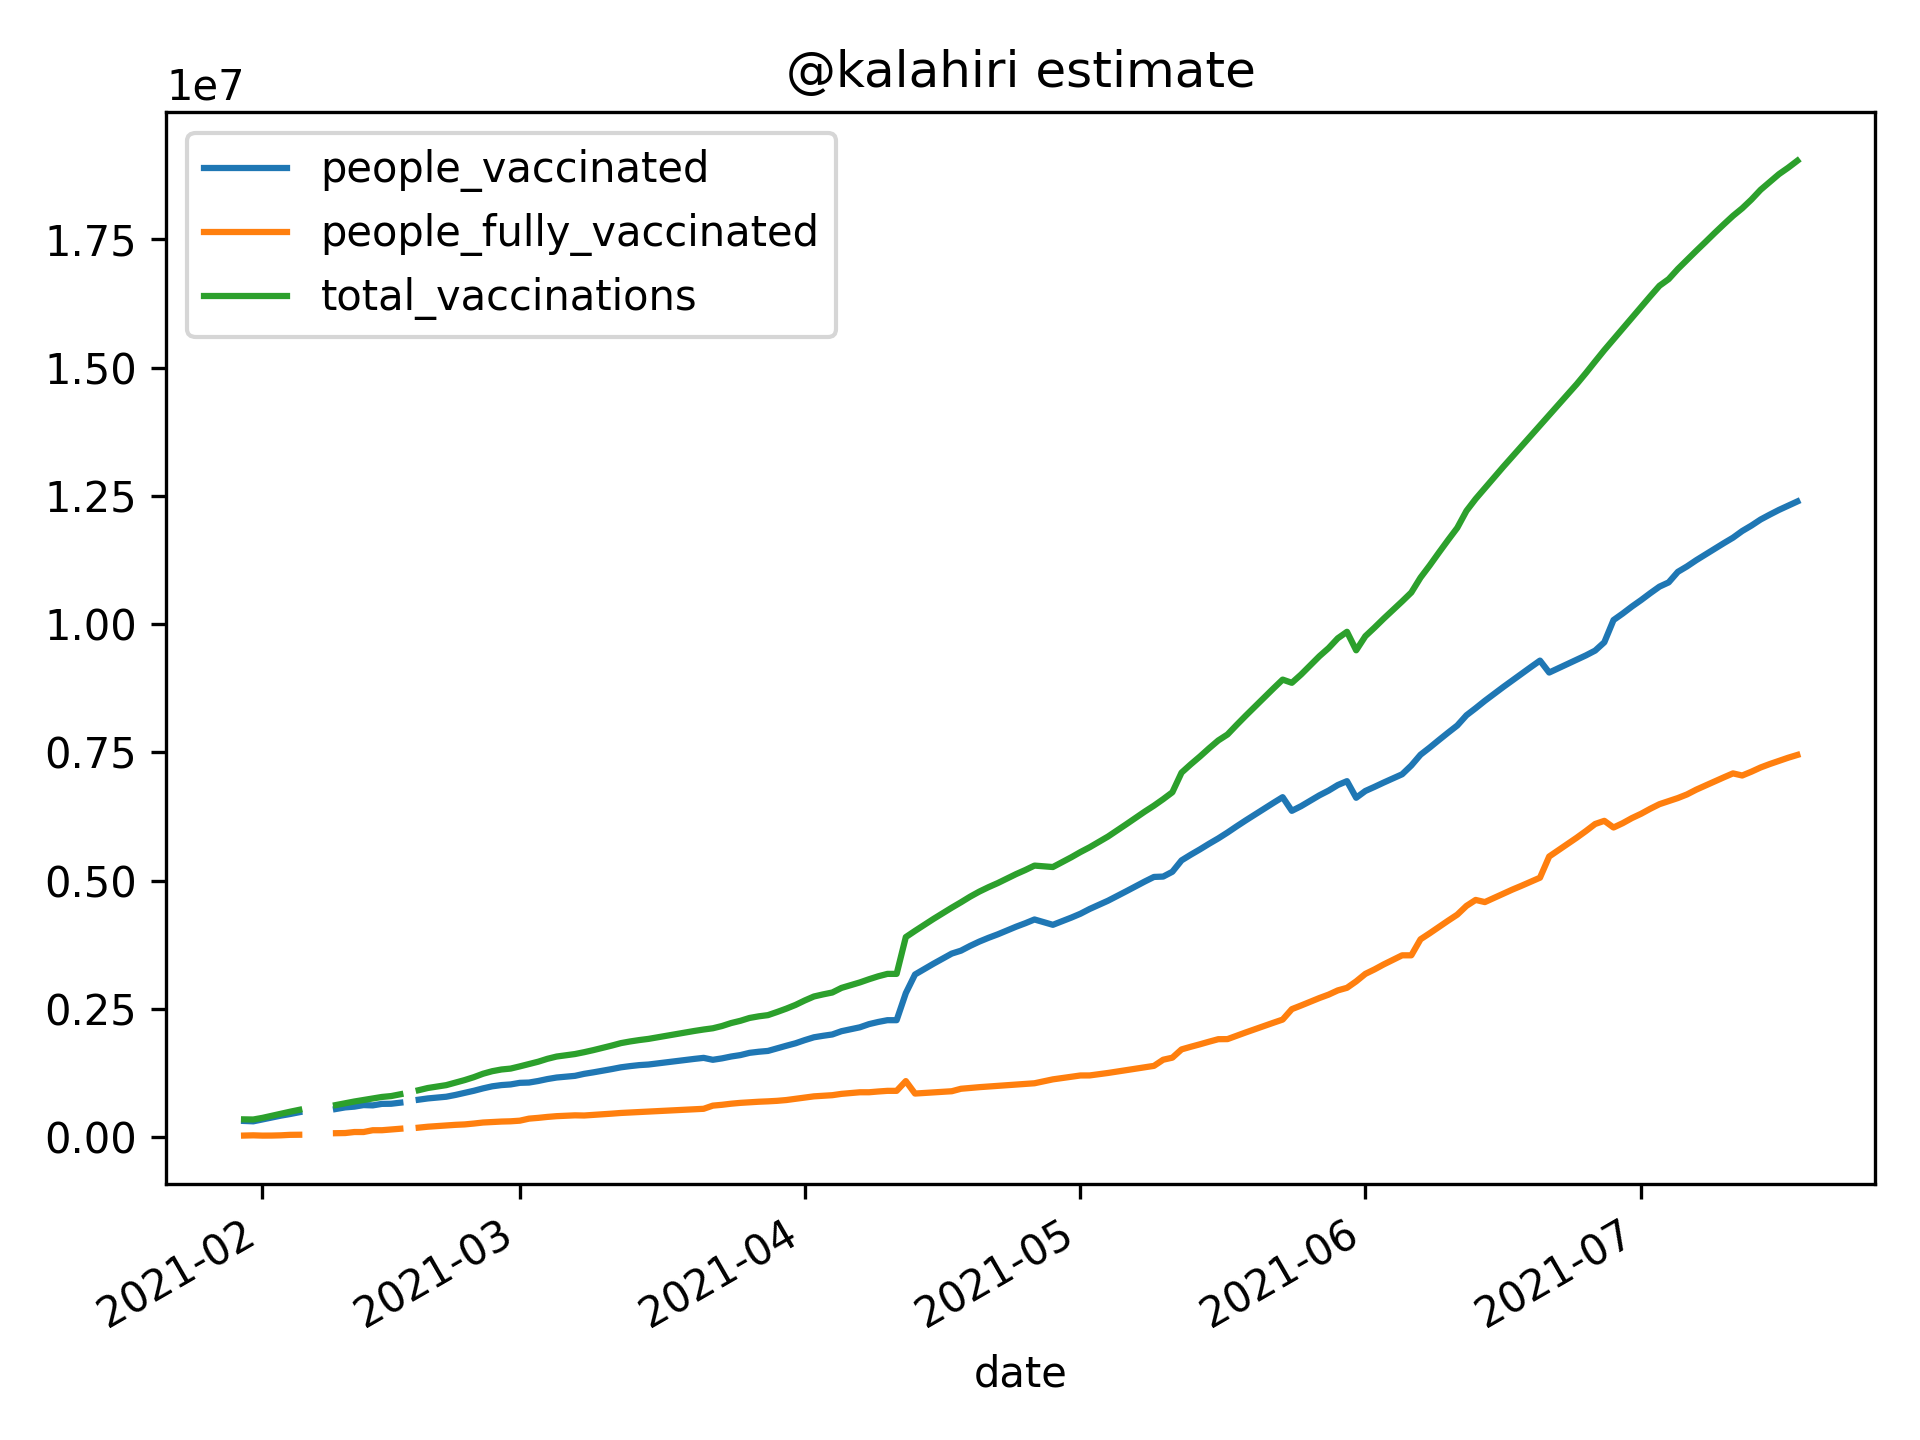 @kalahiri estimate
1e7
people_vaccinated
people_fully_vaccinated
total_vaccinations
1.75
1.50
1.25
1.00
0.75
0.50
0.25
0.00
2021-02
2021-03
2021-04
2021-05
2021-06
2021-07
date